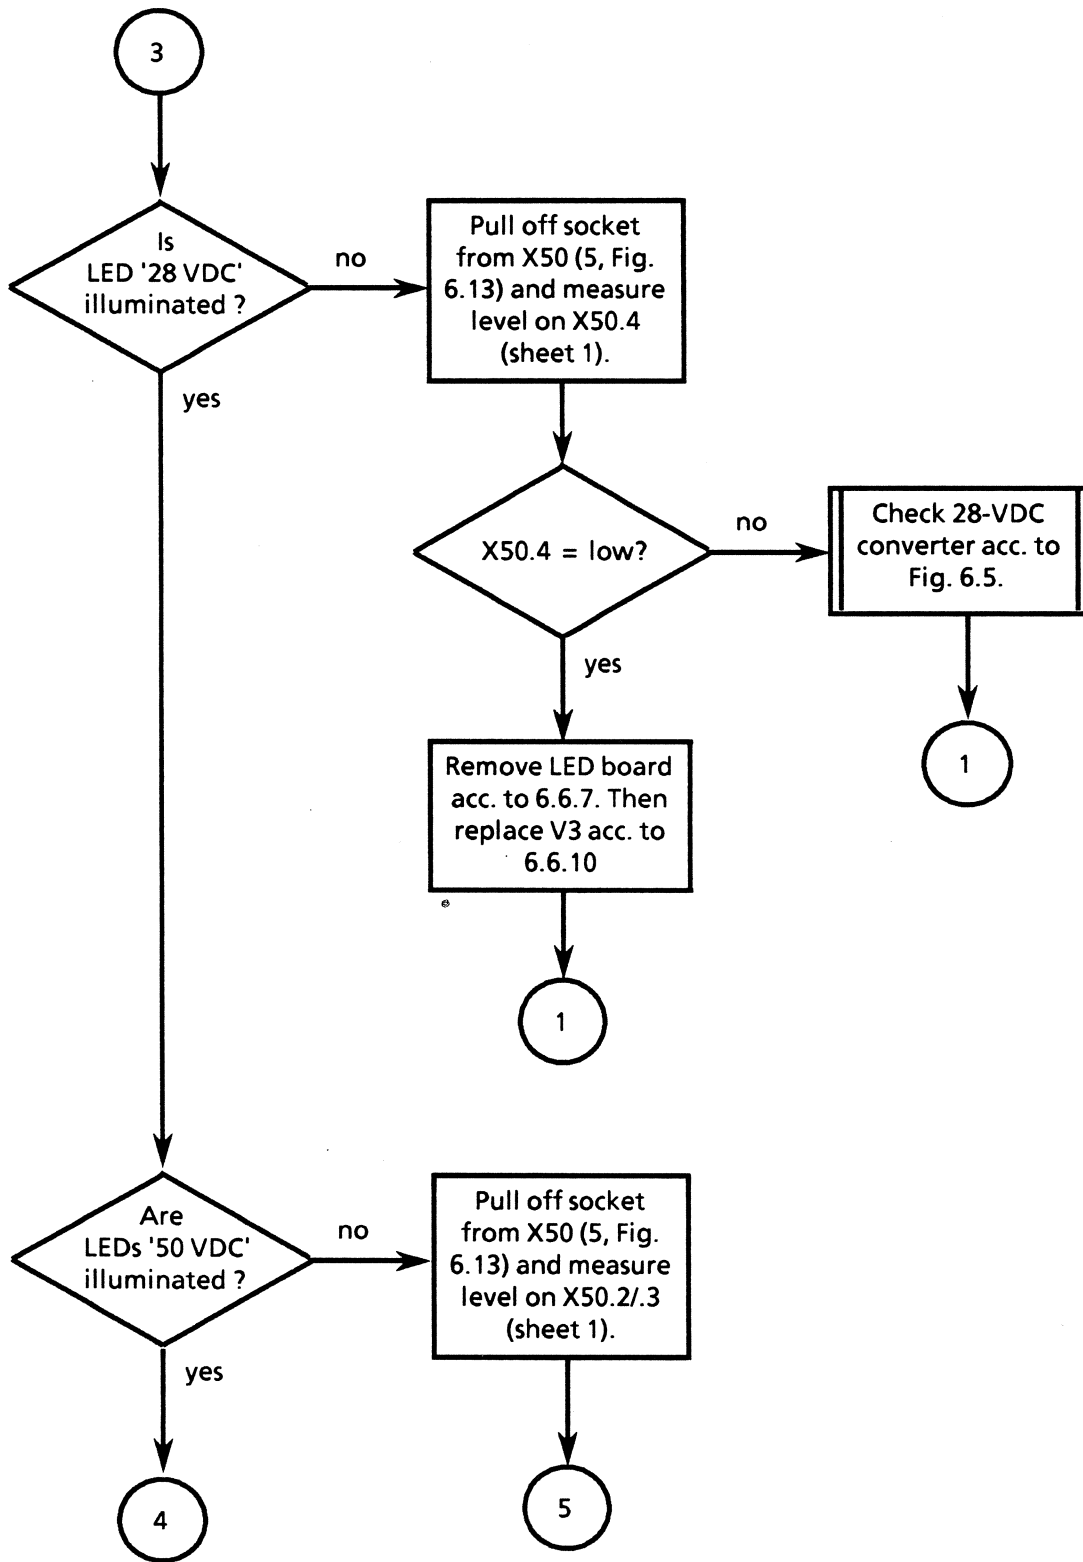 3
Is
LED '28 VDC'
illuminated ?
no
yes
Pull off socket
from X50 (5, Fig.
6.13) and measure
level on X50.4
(sheet 1).
X50.4 = low?
no
yes
Check 28-VDC
converter acc. to
Fig. 6.5.
1
Remove LED board
acc. to 6.6.7. Then
replace V3 acc. to
6.6.10
1
Are
LEDs '50 VDC'
illuminated ?
no
yes
Pull off socket
from X50 (5, Fig.
6.13) and measure
level on X50.2/.3
(sheet 1).
4
5